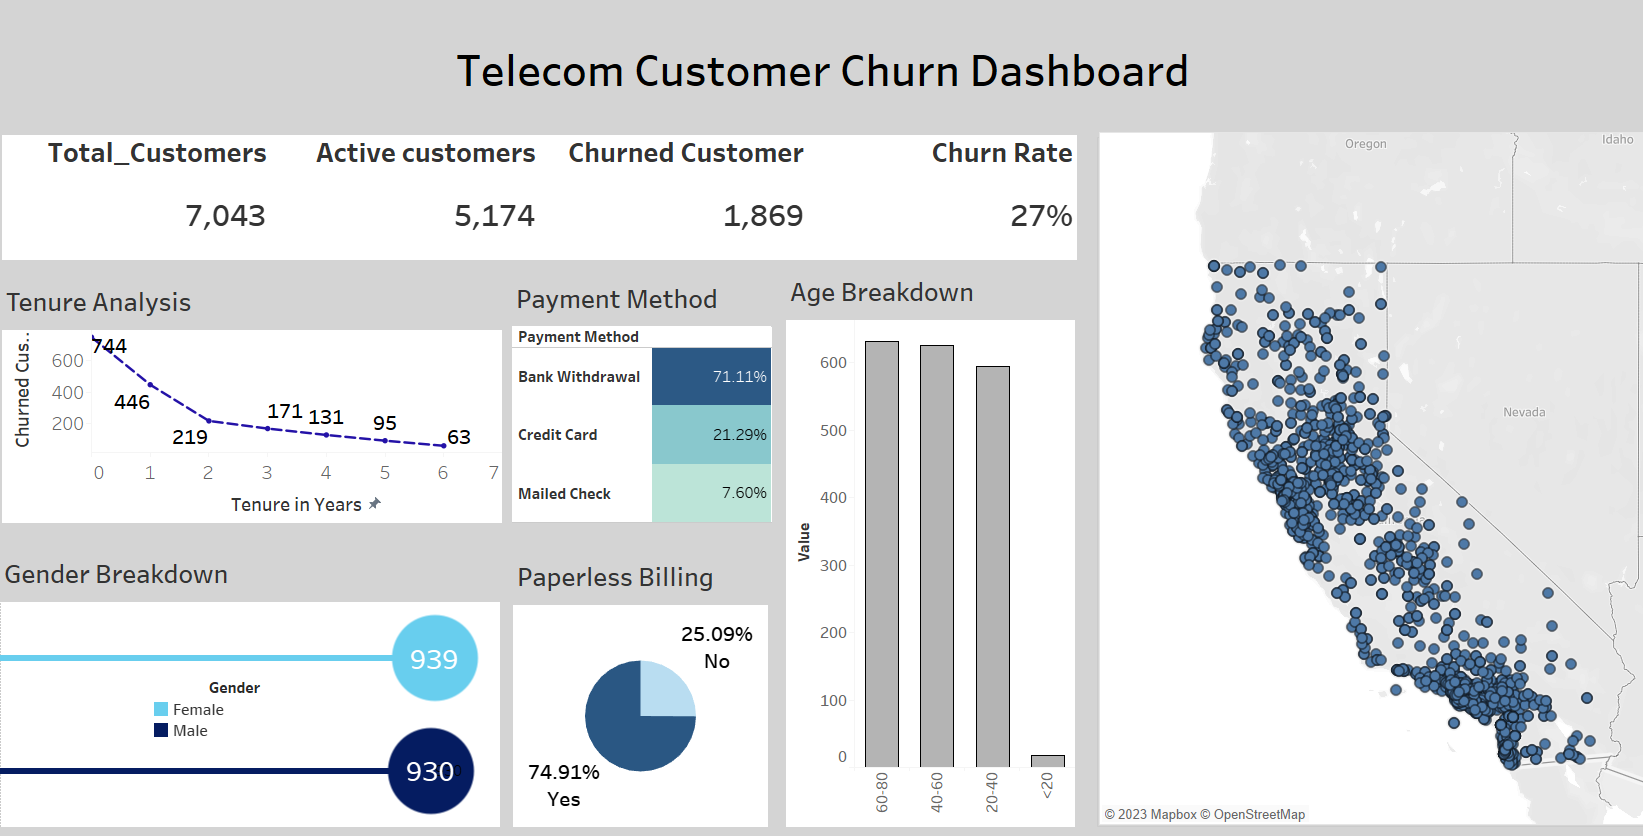 Telecom Customer Churn Dashboard
Total_Customers Active customers Churned Customer Churn Rate
7,043 5,174 1,869 27%
Tenure Analysis
Churned Cus..
600
400
200
744
446
219
171
131
95
63
0 1 2 3 4 5 6 7
Tenure in Years
Payment Method
Payment Method
Bank Withdrawal 71.11%
Credit Card 21.29%
Mailed Check 7.60%
Age Breakdown
Value
600
500
400
300
200
100
0
60-80 40-60 20-40 <20
Gender Breakdown
939
Gender
Female
Male
930
Paperless Billing
25.09%
No
74.91%
Yes
Oregon
Idaho
Nevada
© 2023 Mapbox © OpenStreetMap